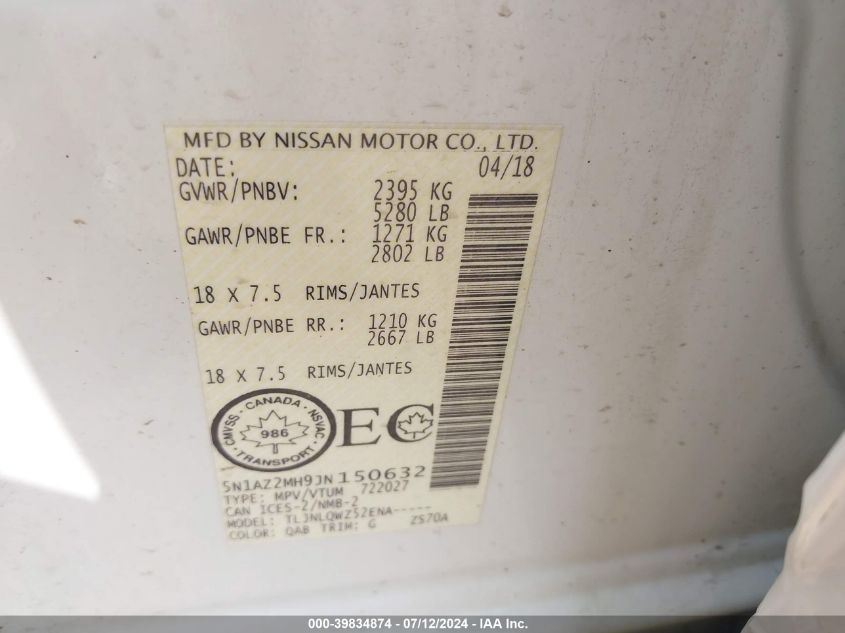 MFD BY NISSAN MOTOR CO., LTD.
DATE: 04/18
GVWR/PNBV: 2395 KG
5280 LB
GAWR/PNBE FR.: 1271 KG
2802 LB
18 X 7.5 RIMS/JANTES
GAWR/PNBE RR.: 1210 KG
2667 LB
18 X 7.5 RIMS/JANTES
CMVSS - CANADA - NSVAC
986
TRANSPORT
EC
5N1AZ2MH9JN150632
TYPE: MPV/VTUM 722027
CAN ICES-2/NMB-2
MODEL: TLJNLQWZ52ENA-----
COLOR: QAB TRIM: G ZS70A
000-39834874 - 07/12/2024 - IAA Inc.